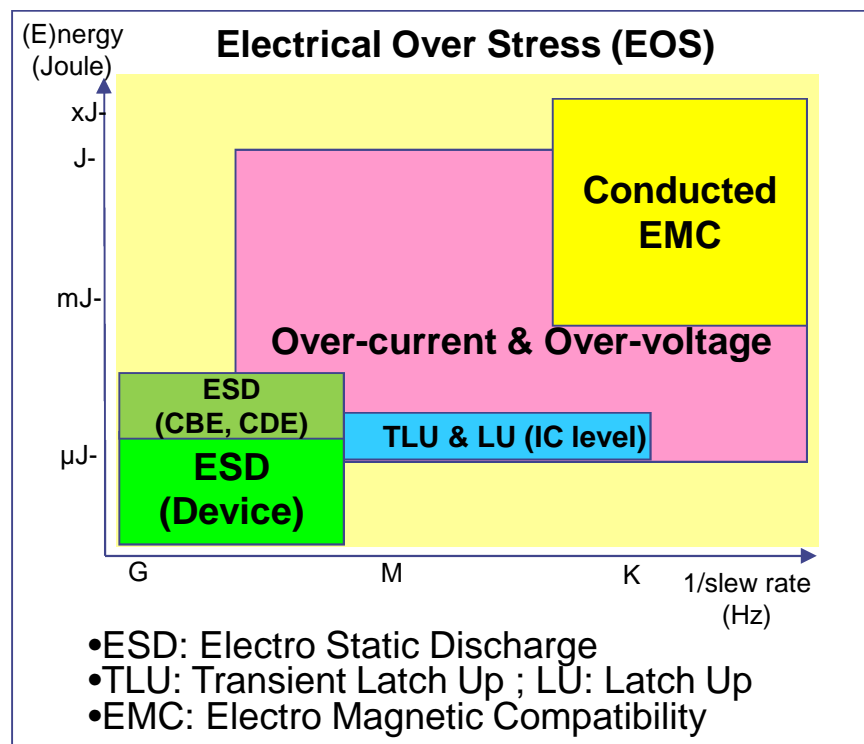 (E)nergy
(Joule)
Electrical Over Stress (EOS)
xJ-
J-
Conducted
EMC
mJ-
Over-current & Over-voltage
ESD
(CBE, CDE)
TLU & LU (IC level)
µJ-
ESD
(Device)
G
M
K
1/slew rate
(Hz)
•ESD: Electro Static Discharge
•TLU: Transient Latch Up ; LU: Latch Up
•EMC: Electro Magnetic Compatibility